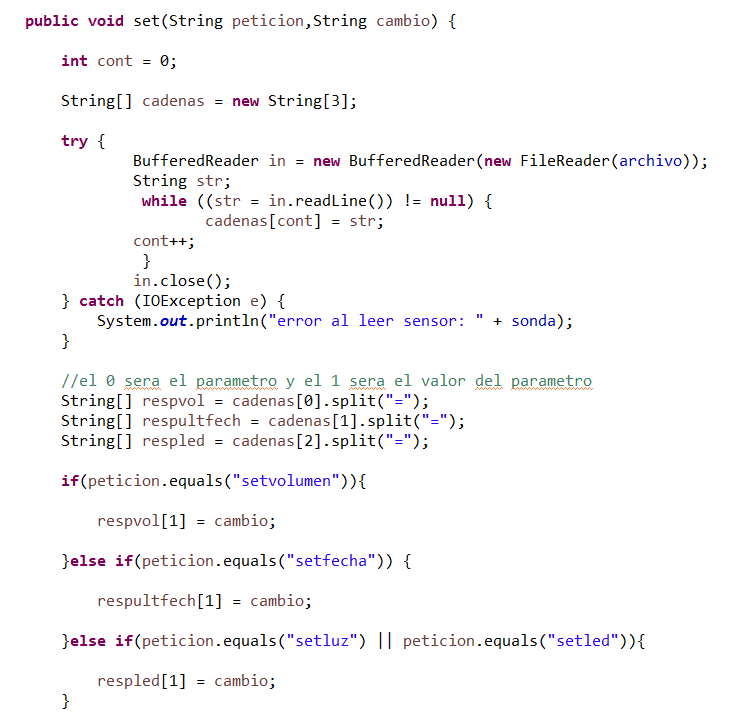 public void set(String peticion,String cambio) {
int cont = 0;
String[] cadenas = new String[3];
try {
BufferedReader in = new BufferedReader(new FileReader(archivo));
String str;
while ((str = in.readLine()) != null) {
cadenas[cont] = str;
cont++;
}
in.close();
} catch (IOException e) {
System.out.println("error al leer sensor: " + sonda);
}
//el 0 sera el parametro y el 1 sera el valor del parametro
String[] respvol = cadenas[0].split("=");
String[] respultfech = cadenas[1].split("=");
String[] respled = cadenas[2].split("=");
if(peticion.equals("setvolumen")){
respvol[1] = cambio;
}else if(peticion.equals("setfecha")) {
respultfech[1] = cambio;
}else if(peticion.equals("setluz") || peticion.equals("setled")){
respled[1] = cambio;
}